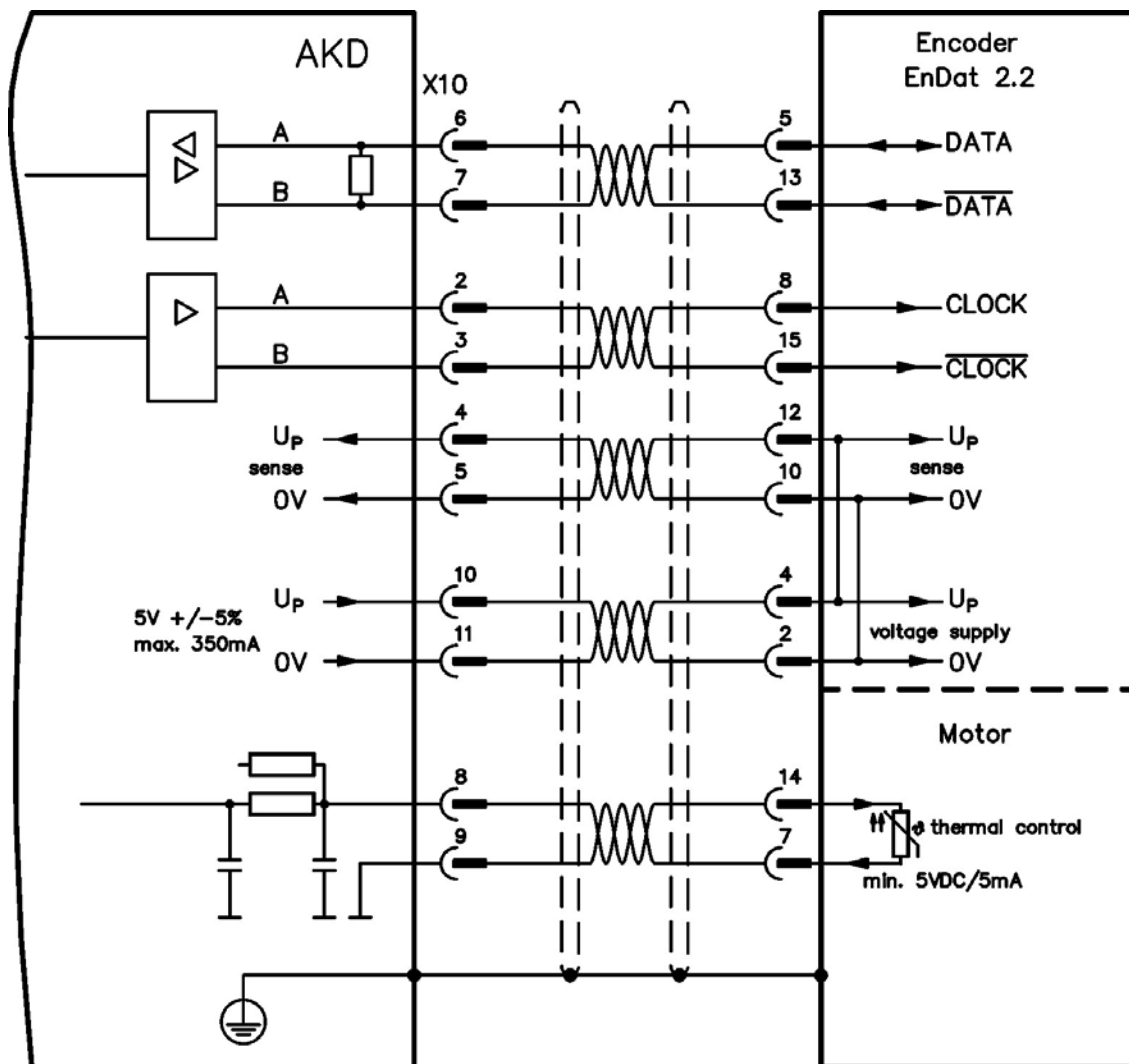 AKD
X10
Encoder
EnDat 2.2
A 6 5 DATA
B 7 13 DATA
A 2 8 CLOCK
B 3 15 CLOCK
UP 4 12 UP
sense sense
0V 5 10 0V
UP 10 4 UP
5V +/-5%
max. 350mA
voltage supply
0V 11 2 0V
Motor
8 14
ϑ thermal control
9 7
min. 5VDC/5mA